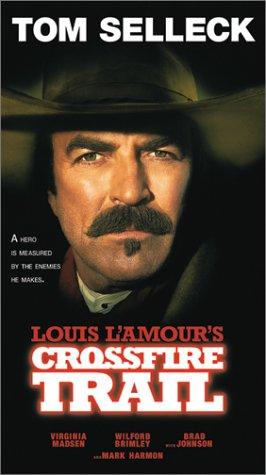 TOM SELLECK
A HERO
IS MEASURED
BY THE ENEMIES
HE MAKES.
LOUIS L'AMOUR'S
CROSSFIRE
TRAIL
VIRGINIA WILFORD BRAD
MADSEN BRIMLEY WITH JOHNSON
AND MARK HARMON